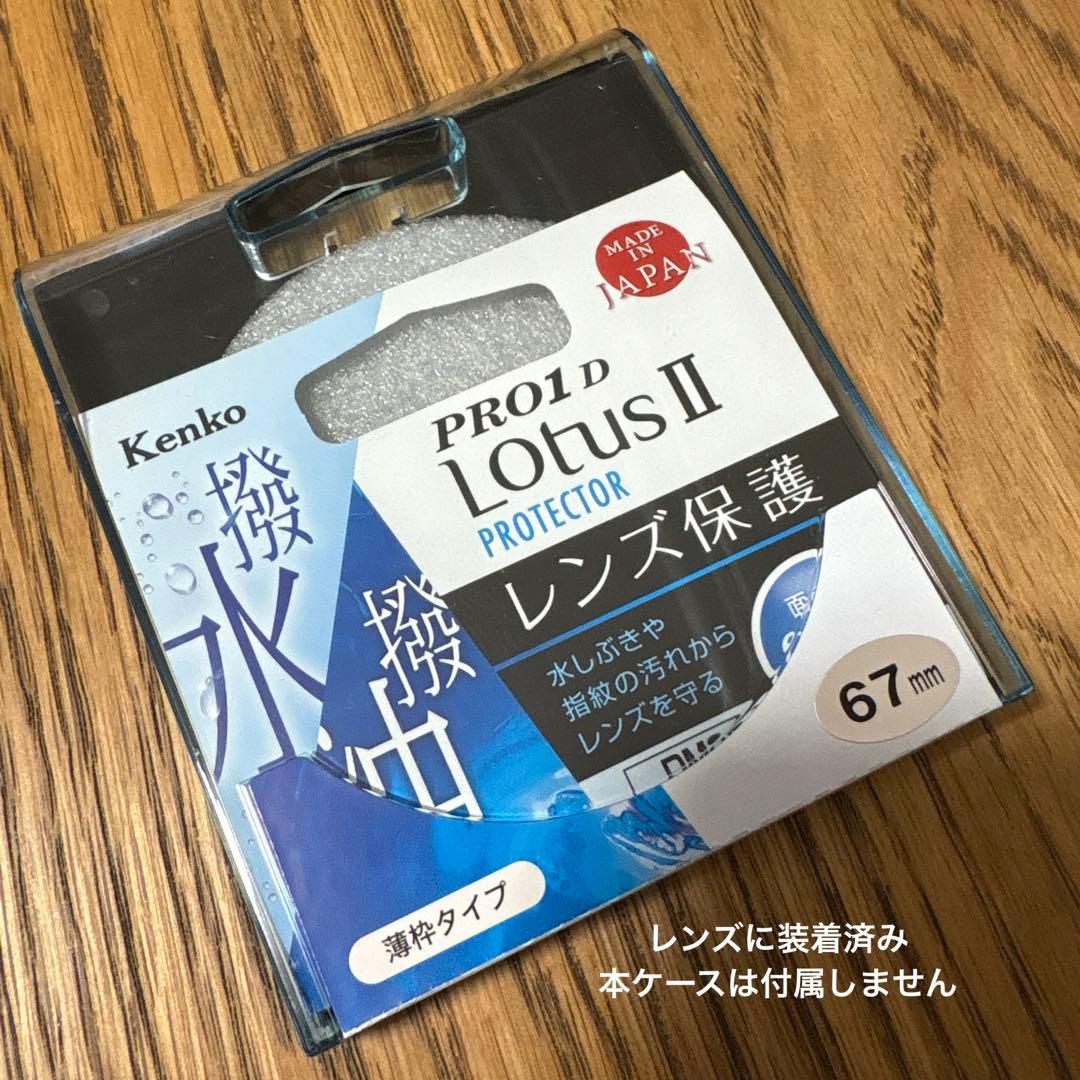 MADE
IN
JAPAN
Kenko
PRO1 D
LOtus II
PROTECTOR
撥
水
撥
油
レンズ保護
水しぶきや
指紋の汚れから
レンズを守る
67mm
薄枠タイプ
レンズに装着済み
本ケースは付属しません